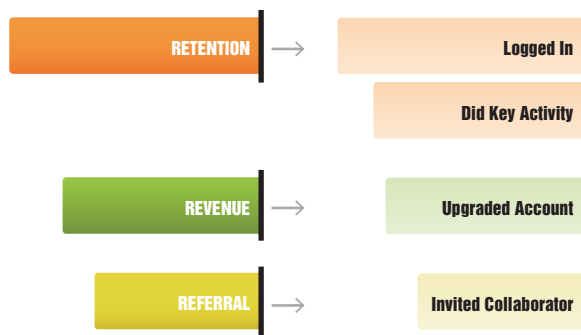 RETENTION
Logged In
Did Key Activity
REVENUE
Upgraded Account
REFERRAL
Invited Collaborator